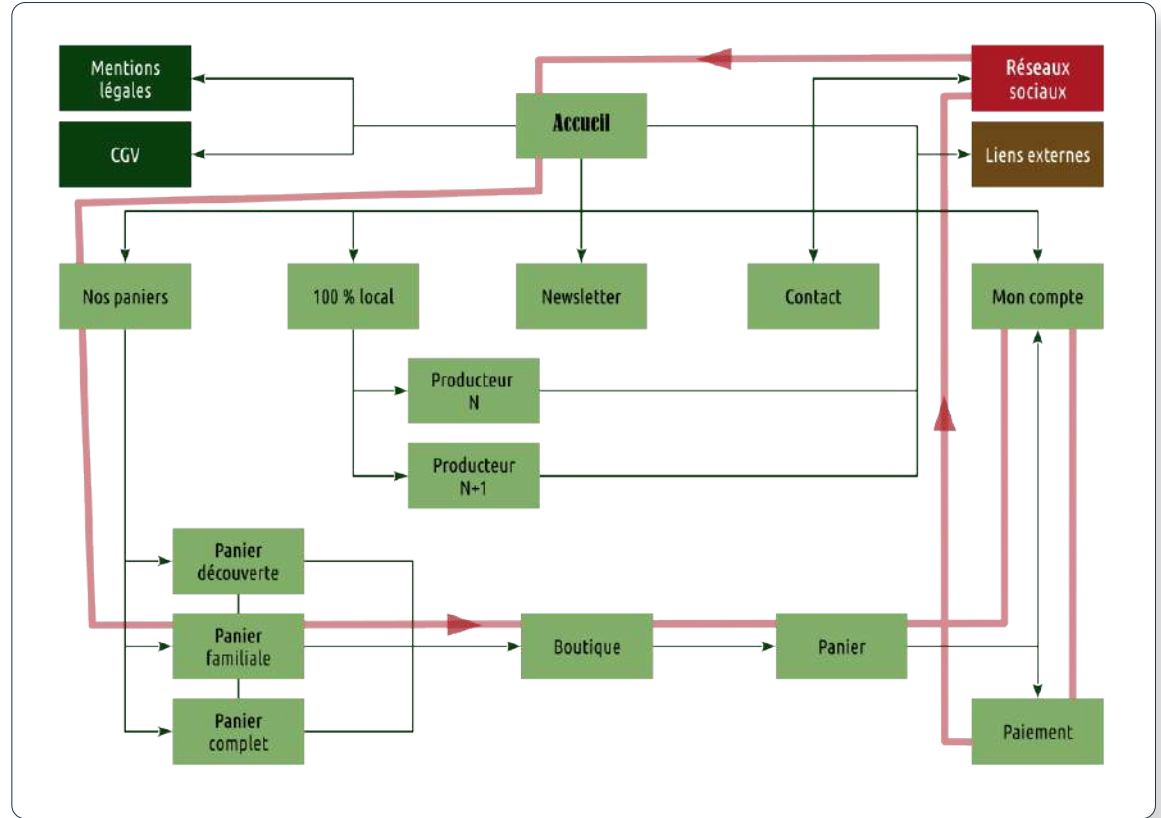 Mentions
légales
Réseaux
sociaux
Accueil
CGV
Liens externes
Nos paniers
100 % local
Newsletter
Contact
Mon compte
Producteur
N
Producteur
N+1
Panier
découverte
Panier
familiale
Boutique
Panier
Panier
complet
Paiement